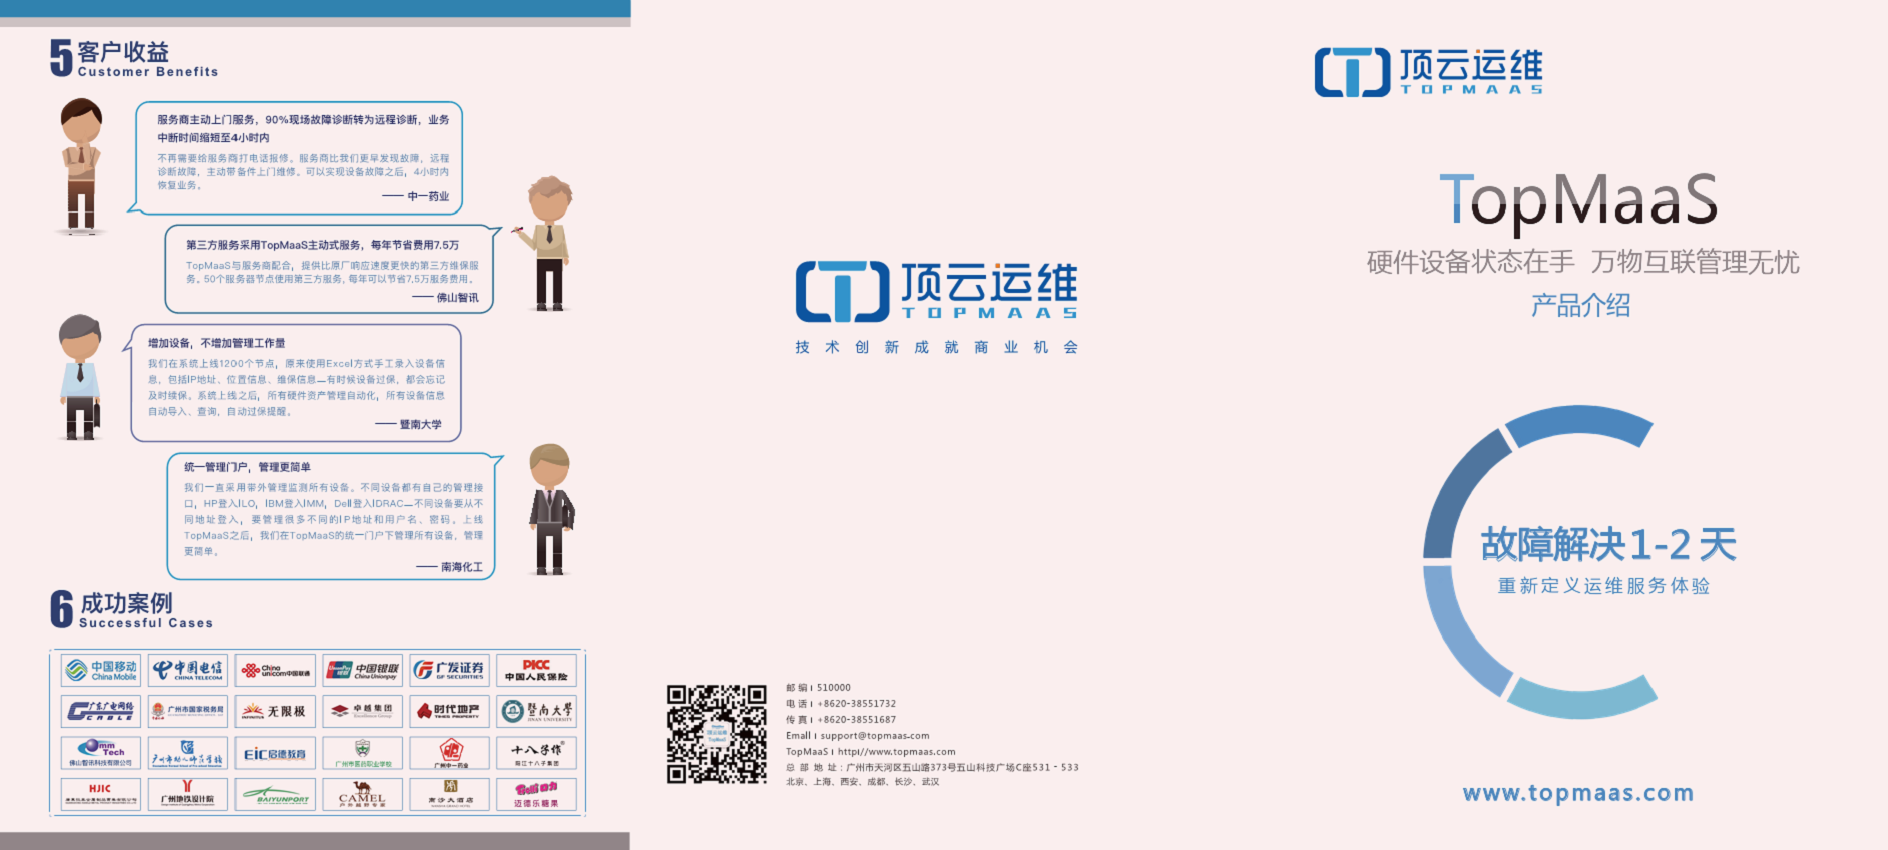 5 客户收益
Customer Benefits
服务商主动上门服务，90%现场故障诊断转为远程诊断，业务
中断时间缩短至4小时内
不再需要给服务商打电话报修。服务商比我们更早发现故障，远程
诊断故障，主动带备件上门维修。可以实现设备故障之后，4小时内
恢复业务。
—— 中一药业
第三方服务采用TopMaaS主动式服务，每年节省费用7.5万
TopMaaS与服务商配合，提供比原厂响应速度更快的第三方维保服
务。50个服务器节点使用第三方服务，每年可以节省7.5万服务费用。
—— 佛山智讯
增加设备，不增加管理工作量
我们在系统上线1200个节点，原来使用Excel方式手工录入设备信
息，包括IP地址、位置信息、维保信息...有时候设备过保，都会忘记
及时续保。系统上线之后，所有硬件资产管理自动化，所有设备信息
自动导入、查询，自动过保提醒。
—— 暨南大学
统一管理门户，管理更简单
我们一直采用带外管理监测所有设备。不同设备都有自己的管理接
口，HP登入ILO，IBM登入IMM，Dell登入IDRAC...不同设备要从不
同地址登入，要管理很多不同的IP地址和用户名、密码。上线
TopMaaS之后，我们在TopMaaS的统一门户下管理所有设备，管理
更简单。
—— 南海化工
6 成功案例
Successful Cases
中国移动
China Mobile
中国电信
CHINA TELECOM
China
unicom中国联通
UnionPay
银联
中国银联
China Unionpay
广发证券
GF SECURITIES
PICC
中国人民保险
广东广电网络
CABLE
广州市国家税务局
INFINITUS
无限极
卓越集团
Excellence Group
时代地产
TIMES PROPERTY
暨南大學
JINAN UNIVERSITY
Omm
Tech
佛山智讯科技有限公司
广州市幼儿师范学校
EIC 启德教育
广州市医药职业学校
广州中一药业
十八子作
阳江十八子集团
HJIC
广州地铁设计院
BAIYUNPORT
CAMEL
户外越野专家
南沙大酒店
迈德乐糖果
顶云运维
TOPMAAS
技术创新成就商业机会
邮编：510000
电话：+8620-38551732
传真：+8620-38551687
Email：support@topmaas.com
TopMaaS：http//www.topmaas.com
总部地址：广州市天河区五山路373号五山科技广场C座531-533
北京、上海、西安、成都、长沙、武汉
顶云运维
TOPMAAS
TopMaaS
硬件设备状态在手 万物互联管理无忧
产品介绍
故障解决1-2天
重新定义运维服务体验
www.topmaas.com